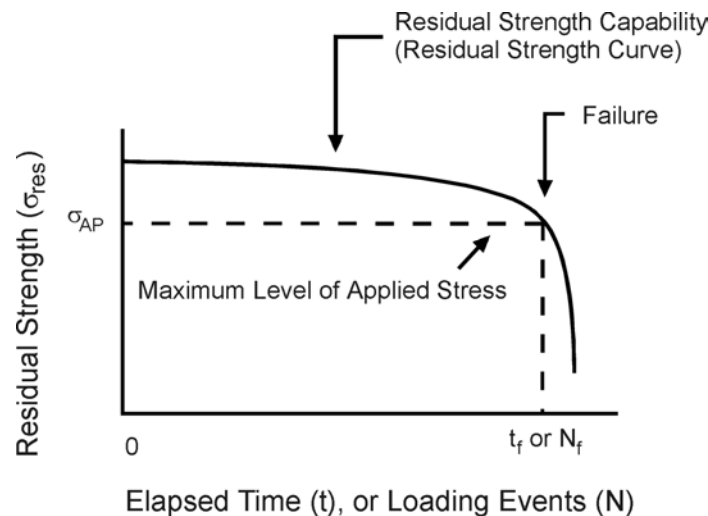 Residual Strength Capability
(Residual Strength Curve)
Failure
Residual Strength (σres)
σAP
Maximum Level of Applied Stress
0
tf or Nf
Elapsed Time (t), or Loading Events (N)